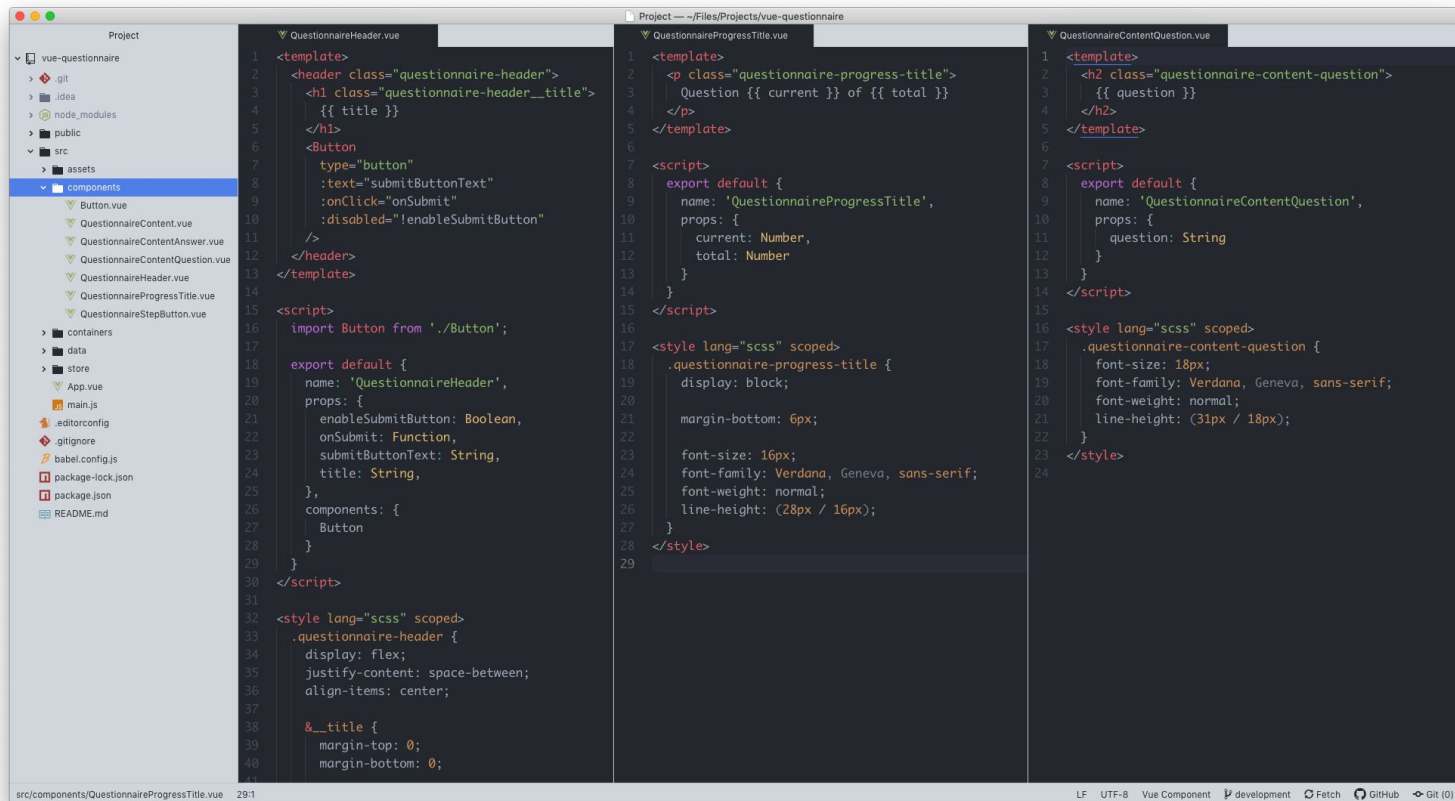 Project — ~/Files/Projects/vue-questionnaire
Project
vue-questionnaire
.git
.idea
node_modules
public
src
assets
components
Button.vue
QuestionnaireContent.vue
QuestionnaireContentAnswer.vue
QuestionnaireContentQuestion.vue
QuestionnaireHeader.vue
QuestionnaireProgressTitle.vue
QuestionnaireStepButton.vue
containers
data
store
App.vue
main.js
.editorconfig
.gitignore
babel.config.js
package-lock.json
package.json
README.md
QuestionnaireHeader.vue
1 <template>
2 <header class="questionnaire-header">
3 <h1 class="questionnaire-header__title">
4 {{ title }}
5 </h1>
6 <Button
7 type="button"
8 :text="submitButtonText"
9 :onClick="onSubmit"
10 :disabled="!enableSubmitButton"
11 />
12 </header>
13 </template>
14
15 <script>
16 import Button from './Button';
17
18 export default {
19 name: 'QuestionnaireHeader',
20 props: {
21 enableSubmitButton: Boolean,
22 onSubmit: Function,
23 submitButtonText: String,
24 title: String,
25 },
26 components: {
27 Button
28 }
29 }
30 </script>
31
32 <style lang="scss" scoped>
33 .questionnaire-header {
34 display: flex;
35 justify-content: space-between;
36 align-items: center;
37
38 &__title {
39 margin-top: 0;
40 margin-bottom: 0;
41
QuestionnaireProgressTitle.vue
1 <template>
2 <p class="questionnaire-progress-title">
3 Question {{ current }} of {{ total }}
4 </p>
5 </template>
6
7 <script>
8 export default {
9 name: 'QuestionnaireProgressTitle',
10 props: {
11 current: Number,
12 total: Number
13 }
14 }
15 </script>
16
17 <style lang="scss" scoped>
18 .questionnaire-progress-title {
19 display: block;
20
21 margin-bottom: 6px;
22
23 font-size: 16px;
24 font-family: Verdana, Geneva, sans-serif;
25 font-weight: normal;
26 line-height: (28px / 16px);
27 }
28 </style>
29
QuestionnaireContentQuestion.vue
1 <template>
2 <h2 class="questionnaire-content-question">
3 {{ question }}
4 </h2>
5 </template>
6
7 <script>
8 export default {
9 name: 'QuestionnaireContentQuestion',
10 props: {
11 question: String
12 }
13 }
14 </script>
15
16 <style lang="scss" scoped>
17 .questionnaire-content-question {
18 font-size: 18px;
19 font-family: Verdana, Geneva, sans-serif;
20 font-weight: normal;
21 line-height: (31px / 18px);
22 }
23 </style>
24
src/components/QuestionnaireProgressTitle.vue 29:1
LF UTF-8 Vue Component development Fetch GitHub Git (0)